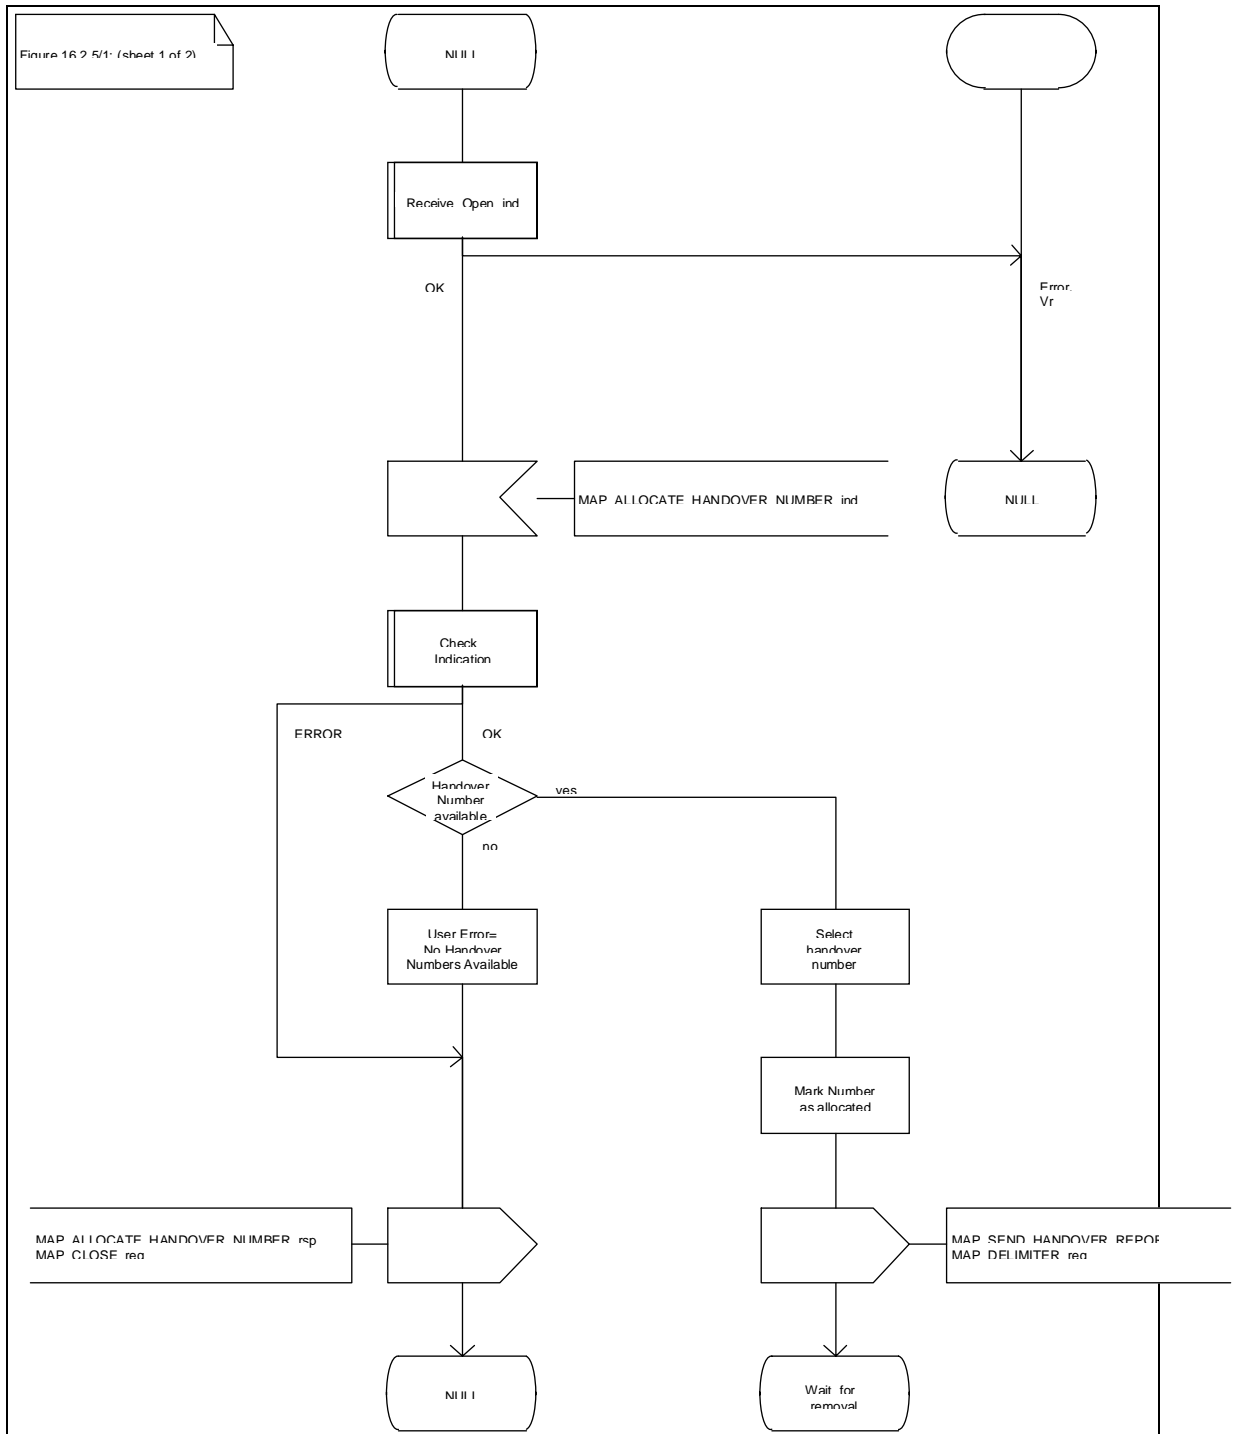 Figure 16.2.5/1: (sheet 1 of 2)
NULL
Receive_Open_ind
OK
Error,
Vr
MAP_ALLOCATE_HANDOVER_NUMBER_ind
NULL
Check
Indication
ERROR
OK
Handover
Number
available
yes
no
User Error=
No Handover
Numbers Available
Select
handover
number
Mark Number
as allocated
MAP_ALLOCATE_HANDOVER_NUMBER_rsp
MAP_CLOSE_req
MAP_SEND_HANDOVER_REPOR
MAP_DELIMITER_req
NULL
Wait_for_
removal